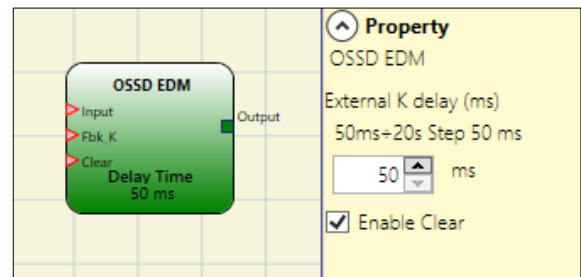 OSSD EDM
Input
Fbk_K
Clear
Output
Delay Time
50 ms
Property
OSSD EDM
External K delay (ms)
50ms÷20s Step 50 ms
50 ms
Enable Clear